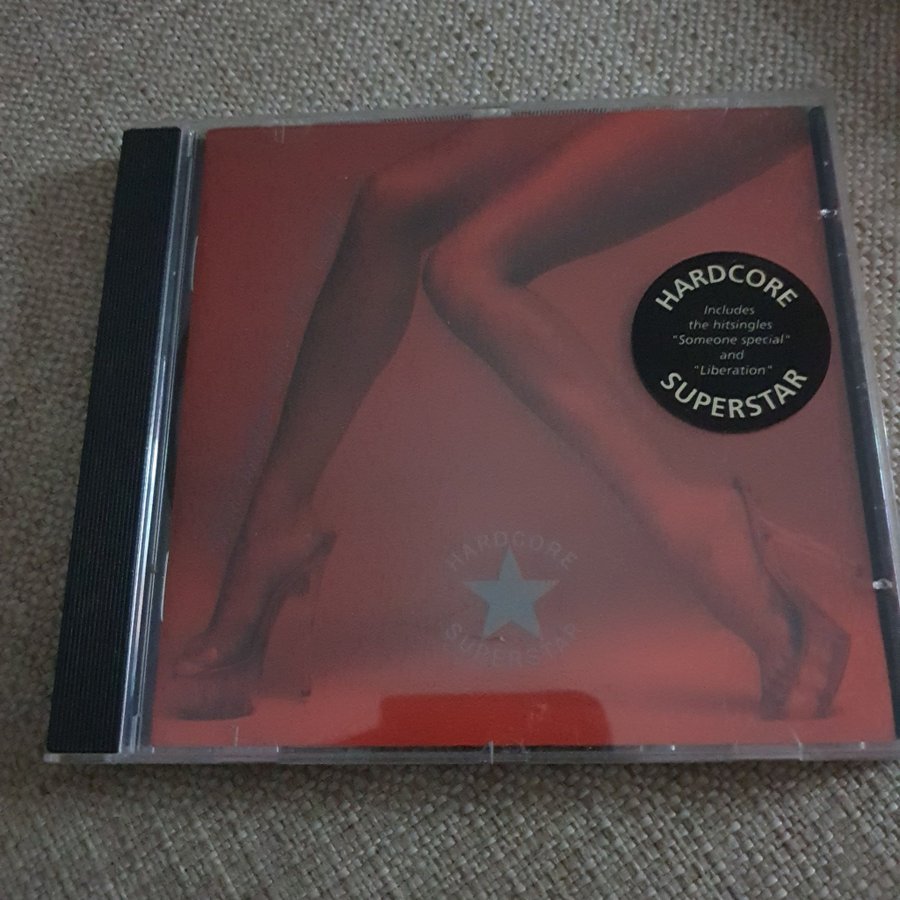 HARDCORE
Includes
the hitsingles
"Someone special"
and
"Liberation"
SUPERSTAR
HARDCORE
SUPERSTAR